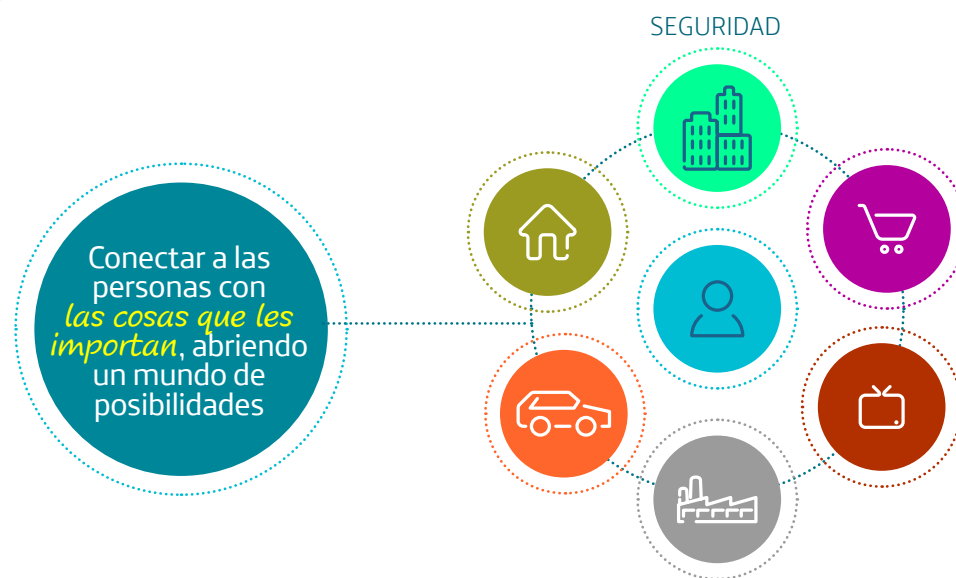 SEGURIDAD
Conectar a las
personas con
las cosas que les
importan, abriendo
un mundo de
posibilidades